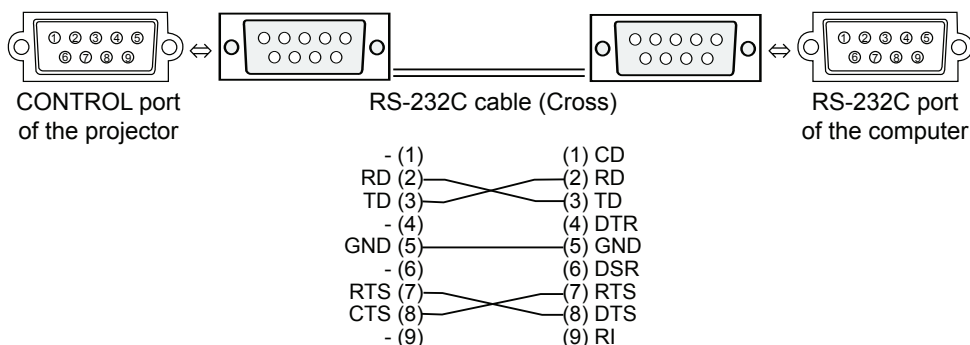 ① ② ③ ④ ⑤
⑥ ⑦ ⑧ ⑨
① ② ③ ④ ⑤
⑥ ⑦ ⑧ ⑨
CONTROL port
of the projector
RS-232C cable (Cross)
RS-232C port
of the computer
- (1) (1) CD
RD (2) (2) RD
TD (3) (3) TD
- (4) (4) DTR
GND (5) (5) GND
- (6) (6) DSR
RTS (7) (7) RTS
CTS (8) (8) DTS
- (9) (9) RI